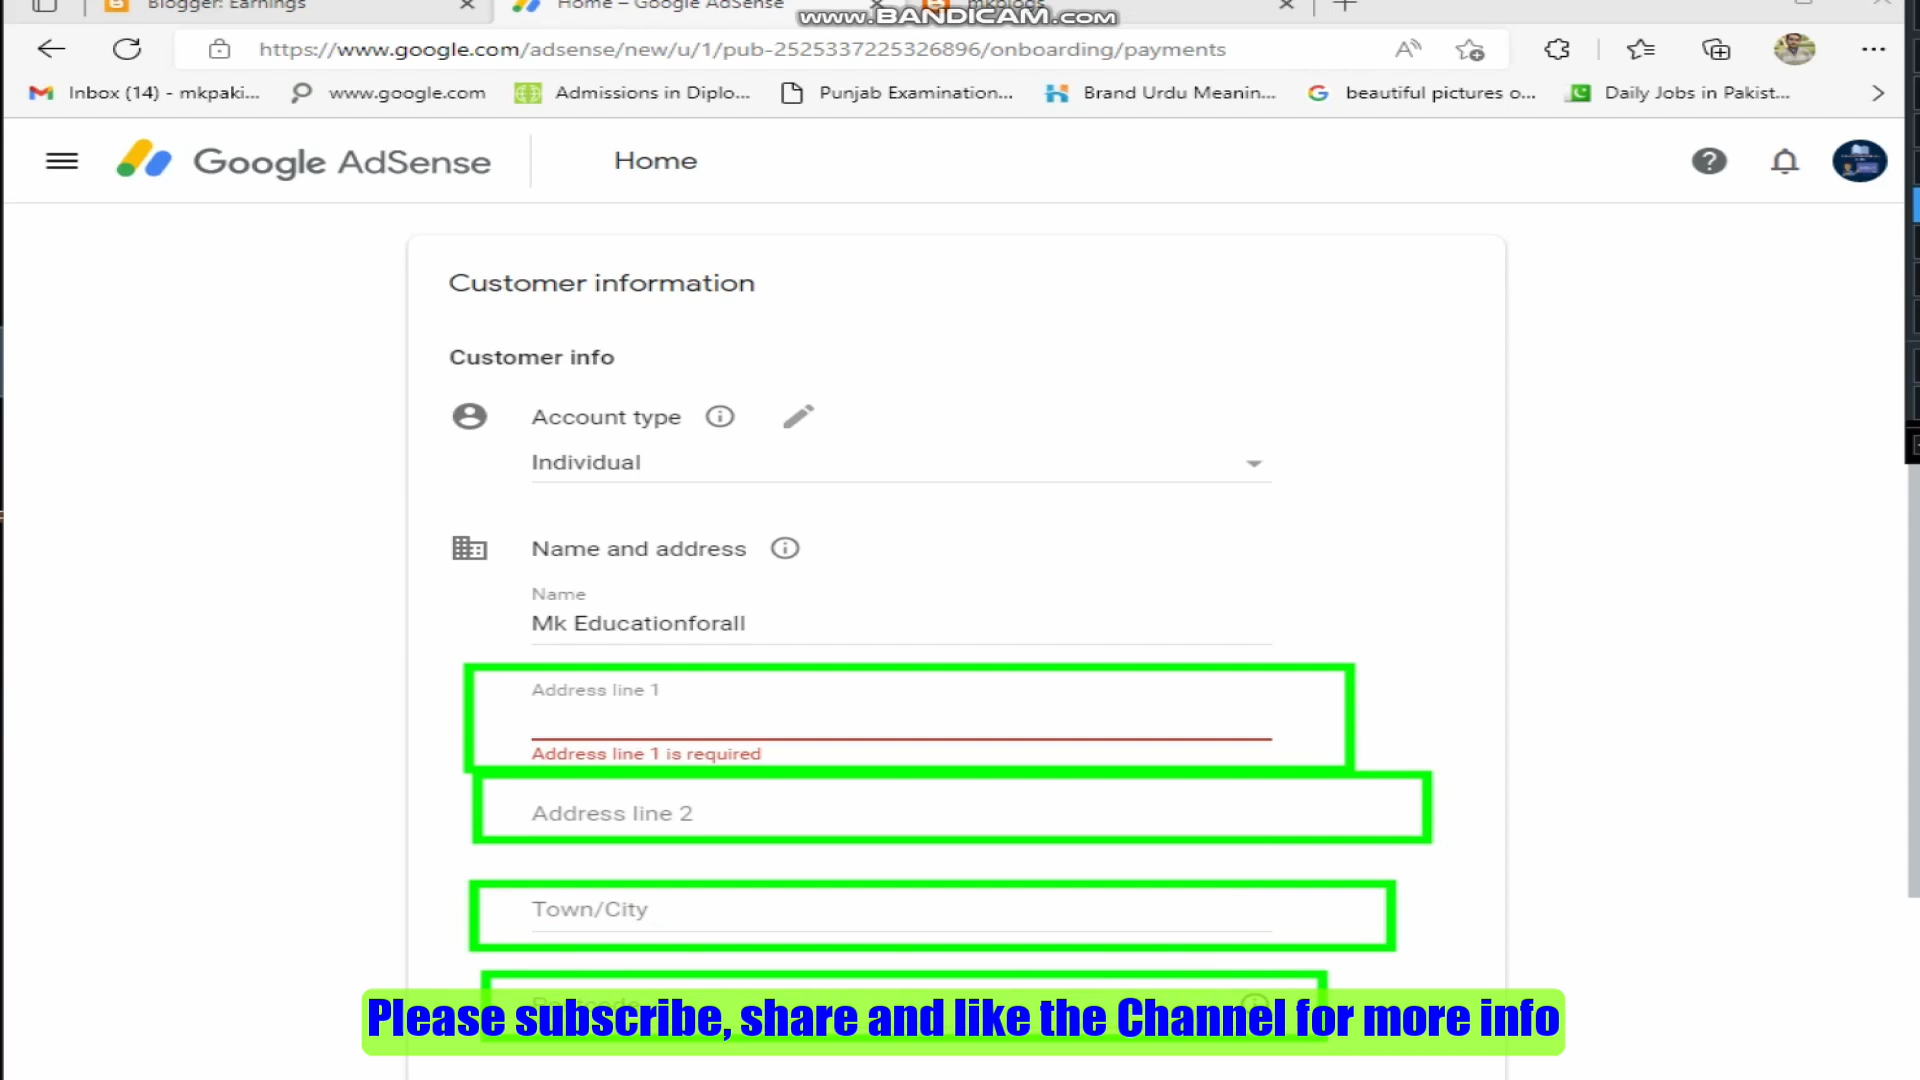 Blogger: Earnings
Home – Google AdSense
mkblogs
www.BANDICAM.com
https://www.google.com/adsense/new/u/1/pub-2525337225326896/onboarding/payments
Inbox (14) - mkpaki...
www.google.com
Admissions in Diplo...
Punjab Examination...
Brand Urdu Meanin...
beautiful pictures o...
Daily Jobs in Pakist...
Google AdSense
Home
Customer information
Customer info
Account type
Individual
Name and address
Name
Mk Educationforall
Address line 1
Address line 1 is required
Address line 2
Town/City
Postcode
Please subscribe, share and like the Channel for more info